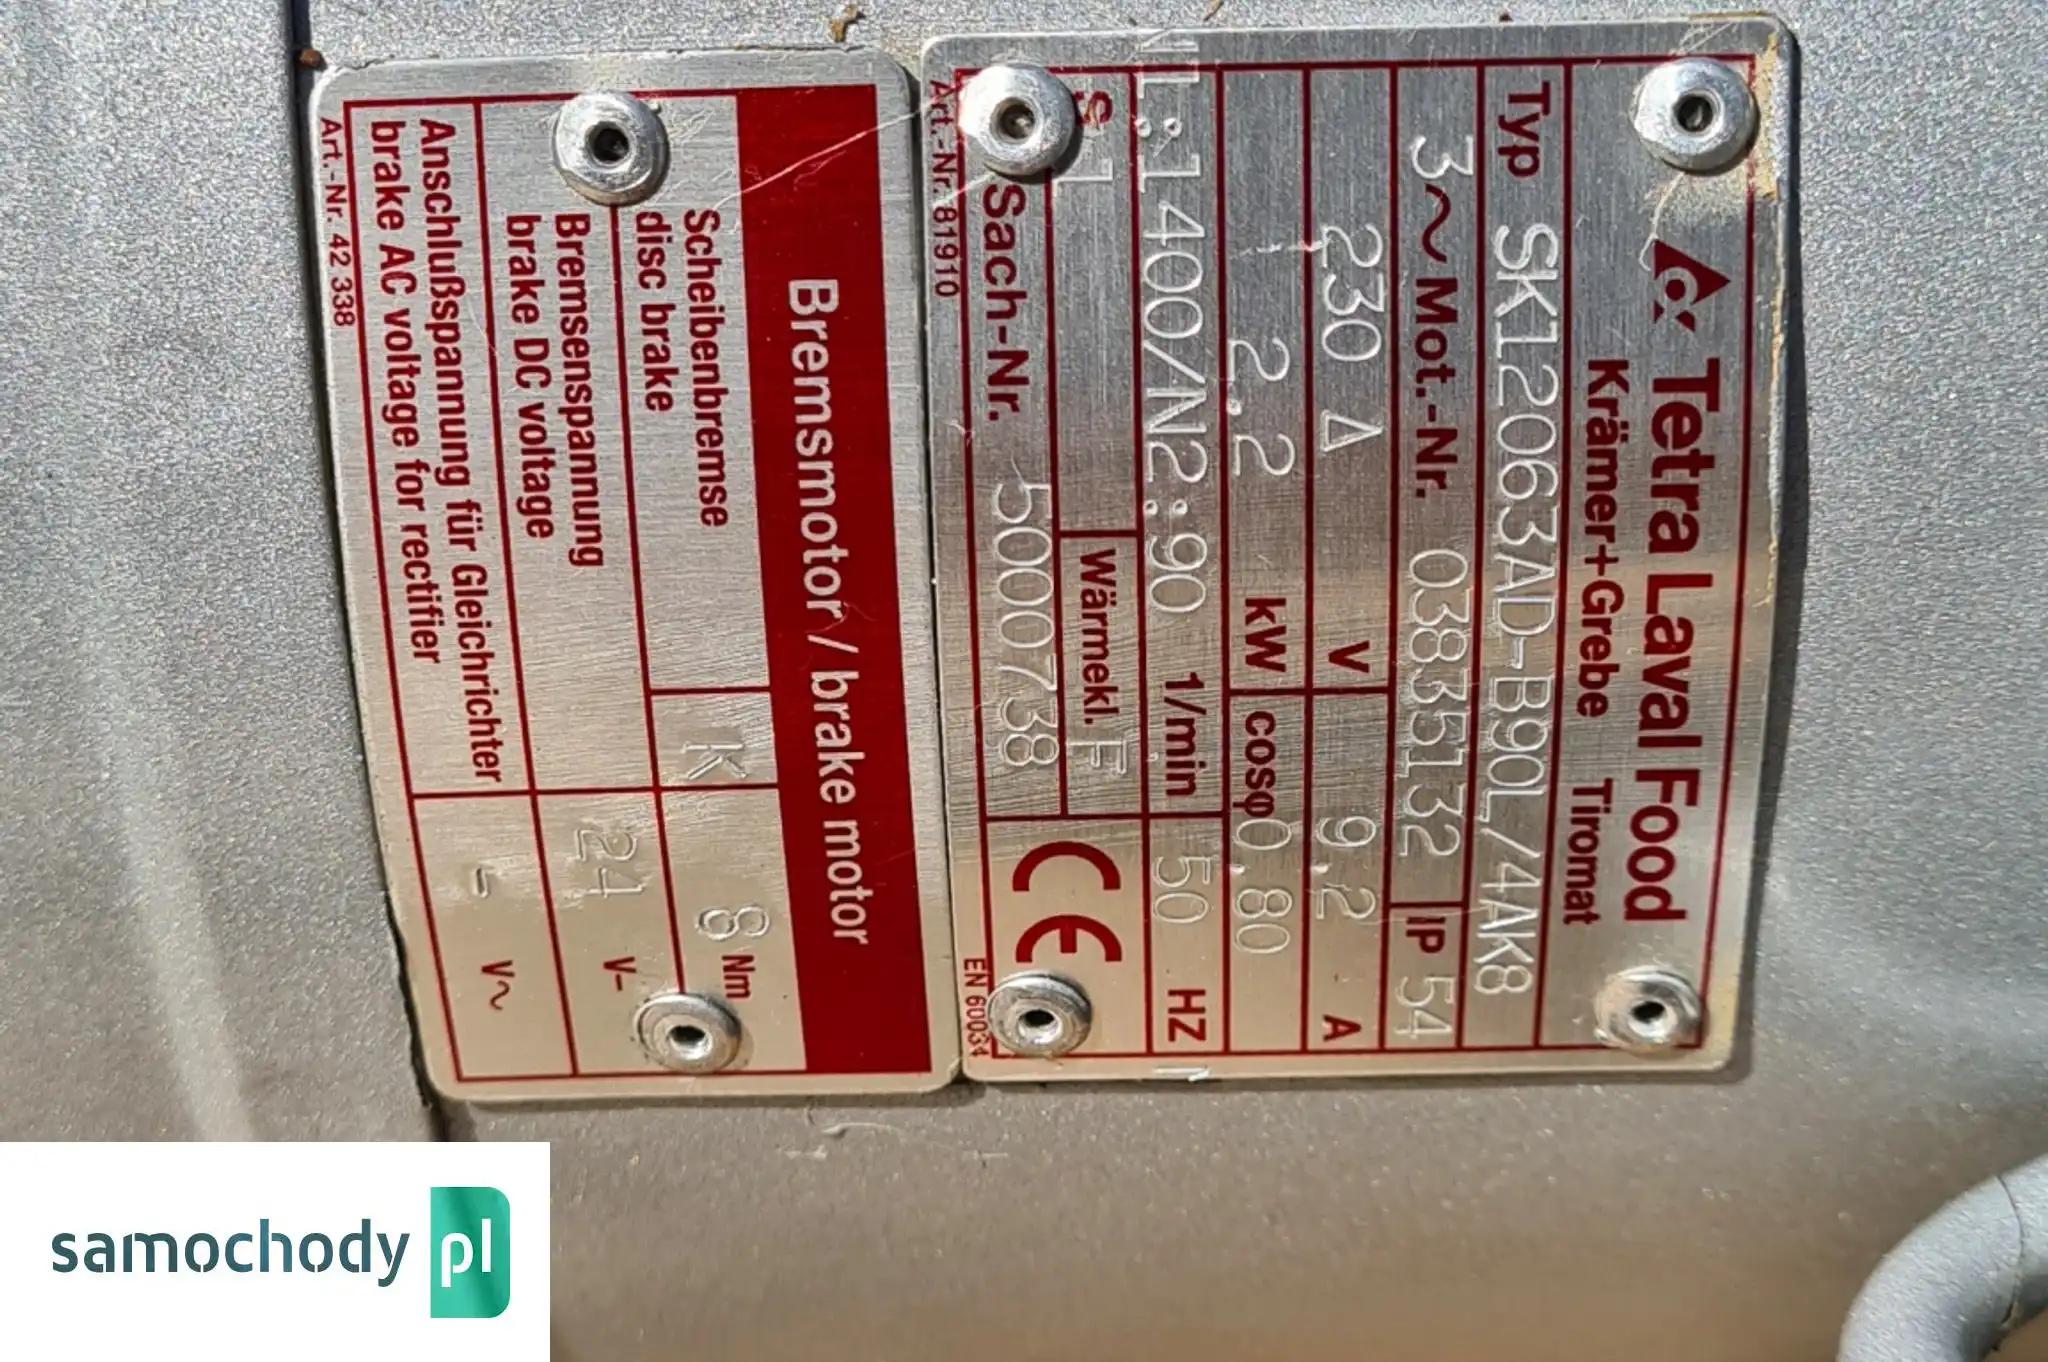 Tetra Laval Food
Krämer+Grebe Tiromat
Typ SK12063AD-B90L/4AK8
3~Mot.-Nr. 03835132 IP 54
230 Δ V 9,2 A
2.2 kW cosφ 0,80
N1:1400/N2:90 1/min 50 HZ
S 1 Wärmekl. F
Sach-Nr. 5000738 CE
Art.-Nr. 81910 EN 60034
Bremsmotor / brake motor
Scheibenbremse
disc brake
K 8 Nm
Bremsenspannung
brake DC voltage
24 V–
Anschlußspannung für Gleichrichter
brake AC voltage for rectifier
- V~
Art.-Nr. 42 338
samochody pl